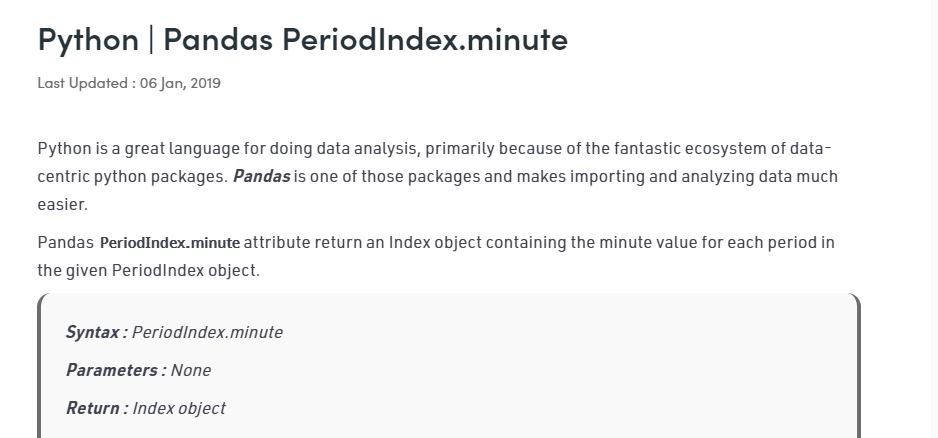 Python | Pandas PeriodIndex.minute
Last Updated : 06 Jan, 2019
Python is a great language for doing data analysis, primarily because of the fantastic ecosystem of data-
centric python packages. Pandas is one of those packages and makes importing and analyzing data much
easier.
Pandas PeriodIndex.minute attribute return an Index object containing the minute value for each period in
the given PeriodIndex object.
Syntax : PeriodIndex.minute
Parameters : None
Return : Index object